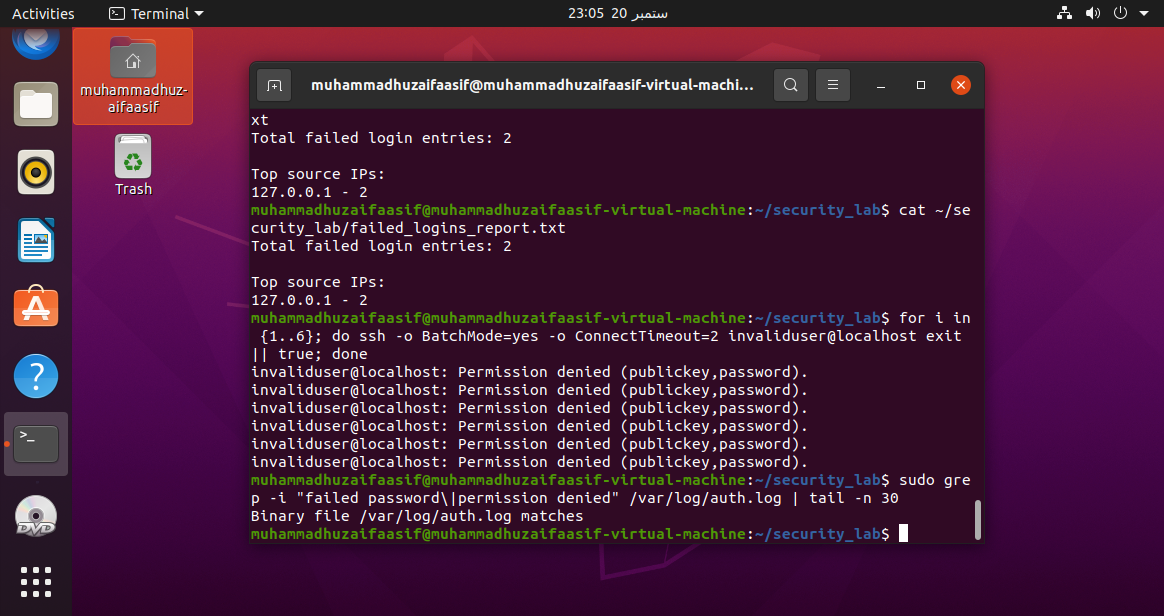 Activities
Terminal
23:05 20 ستمبر
muhammadhuz-
aifaasif
Trash
muhammadhuzaifaasif@muhammadhuzaifaasif-virtual-machi...
xt
Total failed login entries: 2
Top source IPs:
127.0.0.1 - 2
muhammadhuzaifaasif@muhammadhuzaifaasif-virtual-machine:~/security_lab$ cat ~/se
curity_lab/failed_logins_report.txt
Total failed login entries: 2
Top source IPs:
127.0.0.1 - 2
muhammadhuzaifaasif@muhammadhuzaifaasif-virtual-machine:~/security_lab$ for i in
 {1..6}; do ssh -o BatchMode=yes -o ConnectTimeout=2 invaliduser@localhost exit
|| true; done
invaliduser@localhost: Permission denied (publickey,password).
invaliduser@localhost: Permission denied (publickey,password).
invaliduser@localhost: Permission denied (publickey,password).
invaliduser@localhost: Permission denied (publickey,password).
invaliduser@localhost: Permission denied (publickey,password).
invaliduser@localhost: Permission denied (publickey,password).
muhammadhuzaifaasif@muhammadhuzaifaasif-virtual-machine:~/security_lab$ sudo gre
p -i "failed password\|permission denied" /var/log/auth.log | tail -n 30
Binary file /var/log/auth.log matches
muhammadhuzaifaasif@muhammadhuzaifaasif-virtual-machine:~/security_lab$
>_
DVD